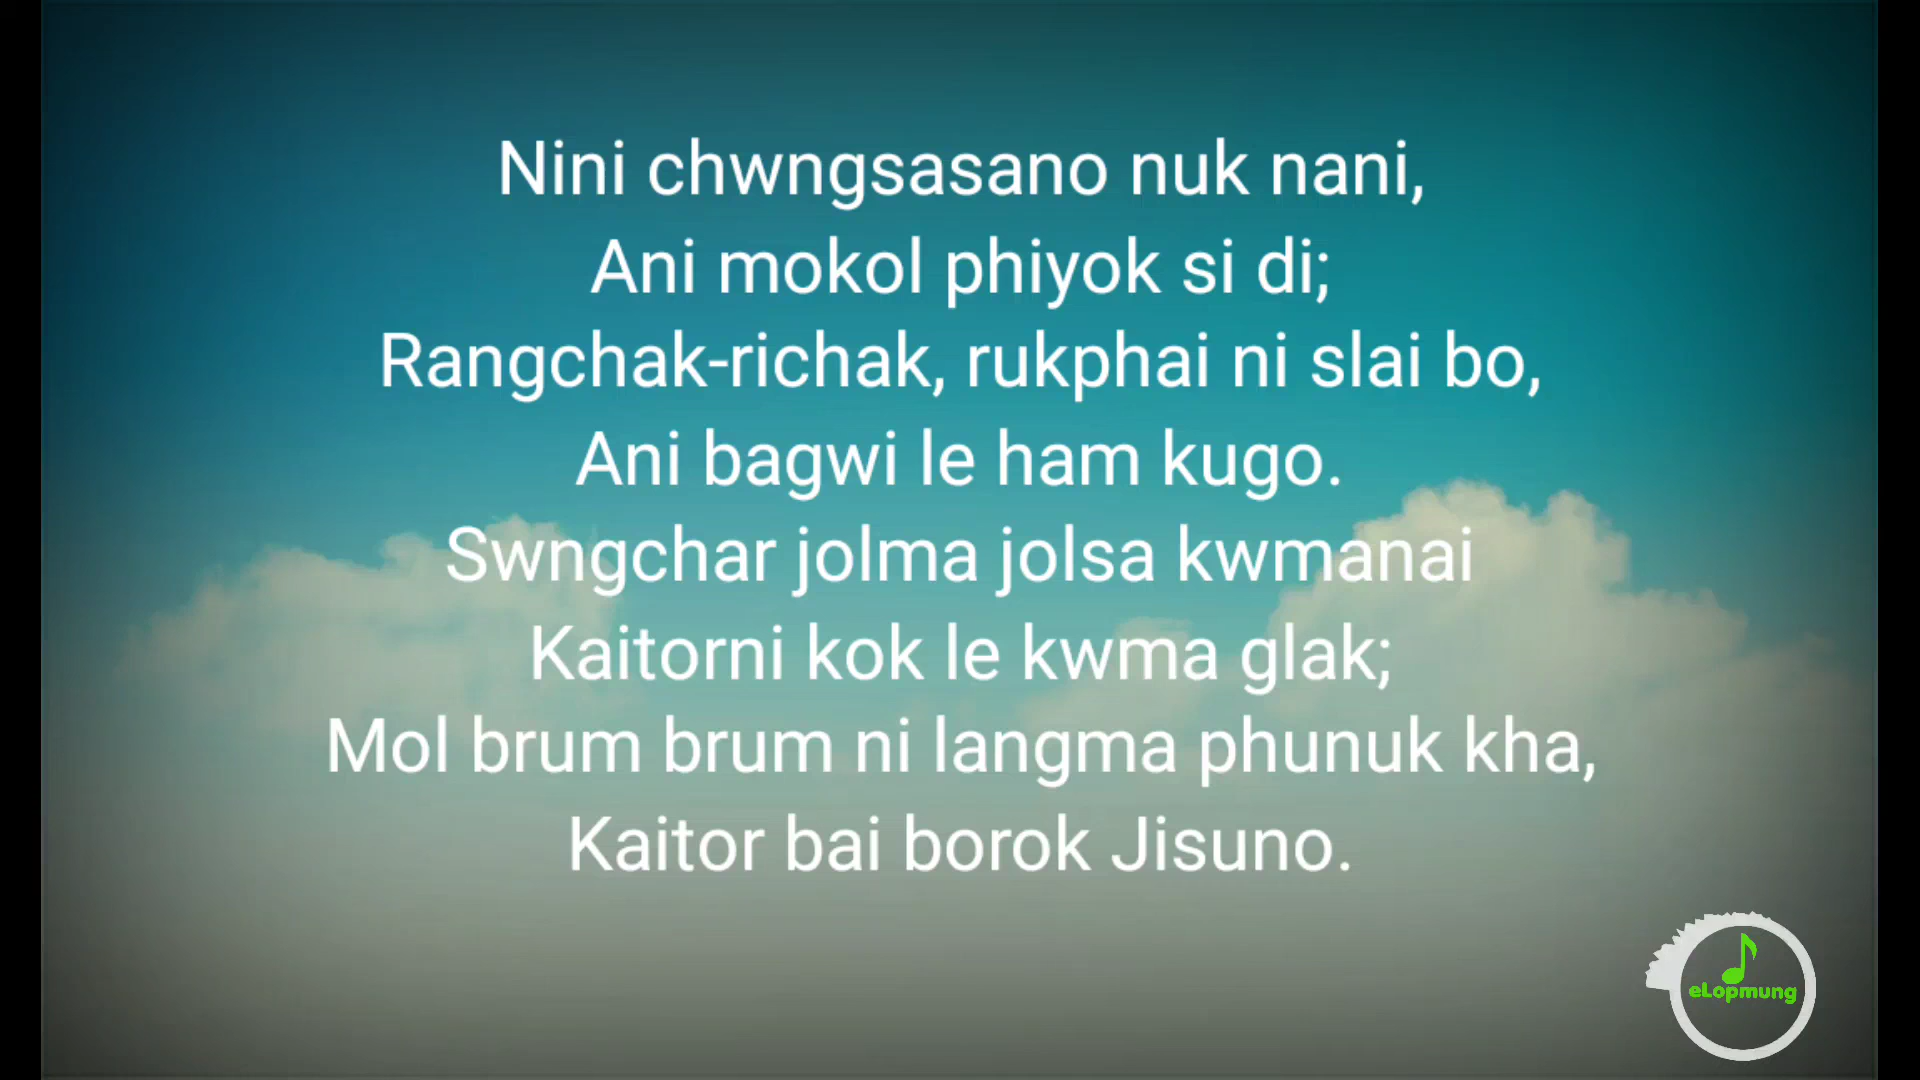 Nini chwngsasano nuk nani,
Ani mokol phiyok si di;
Rangchak-richak, rukphai ni slai bo,
Ani bagwi le ham kugo.
Swngchar jolma jolsa kwmanai
Kaitorni kok le kwma glak;
Mol brum brum ni langma phunuk kha,
Kaitor bai borok Jisuno.
eLopmung